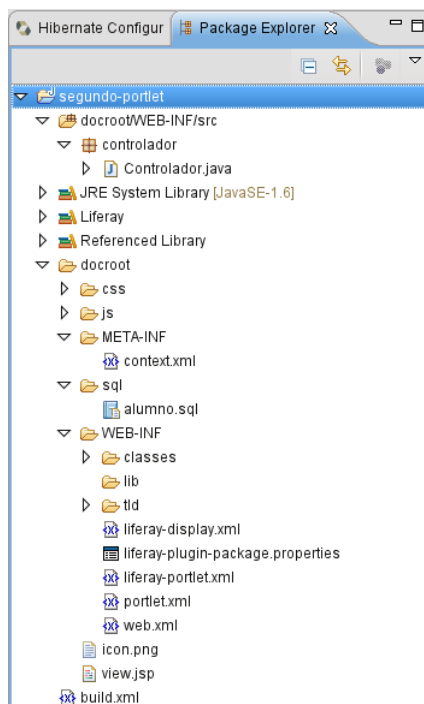 Hibernate Configur
Package Explorer
segundo-portlet
docroot/WEB-INF/src
controlador
Controlador.java
JRE System Library [JavaSE-1.6]
Liferay
Referenced Library
docroot
css
js
META-INF
context.xml
sql
alumno.sql
WEB-INF
classes
lib
tld
liferay-display.xml
liferay-plugin-package.properties
liferay-portlet.xml
portlet.xml
web.xml
icon.png
view.jsp
build.xml